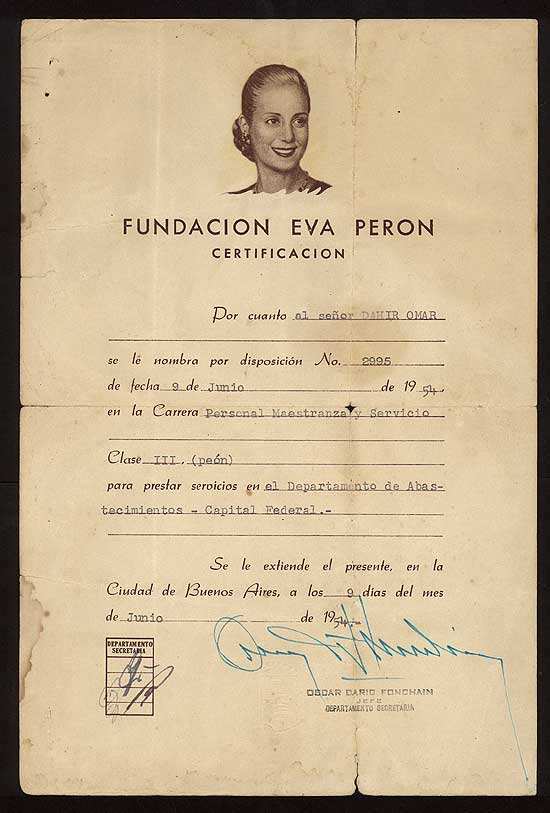 FUNDACION EVA PERON
CERTIFICACION
Por cuanto al señor DAHIR OMAR
se lé nombra por disposición No. 2995
de fecha 9 de Junio de 1954.
en la Carrera Personal Maestranza y Servicio
Clase III, (peón)
para prestar servicios en el Departamento de Abas-
tecimientos - Capital Federal.-
Se le extiende el presente, en la
Ciudad de Buenos Aires, a los 9 días del mes
de Junio de 1954.-
DEPARTAMENTO
SECRETARIA
OSCAR DARIO FONCHAIN
JEFE
DEPARTAMENTO SECRETARIA